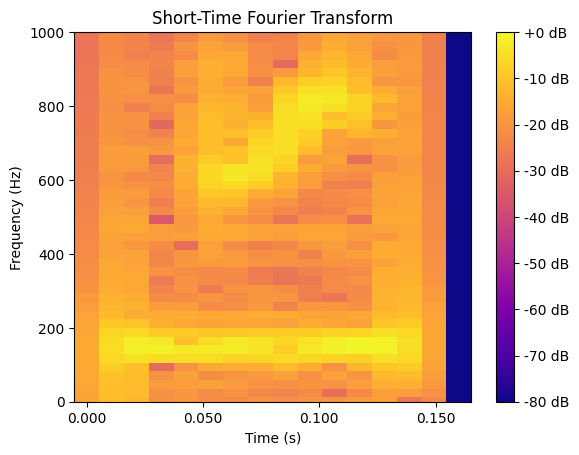 Short-Time Fourier Transform
1000
800
600
400
200
0
Frequency (Hz)
0.000
0.050
0.100
0.150
Time (s)
+0 dB
-10 dB
-20 dB
-30 dB
-40 dB
-50 dB
-60 dB
-70 dB
-80 dB